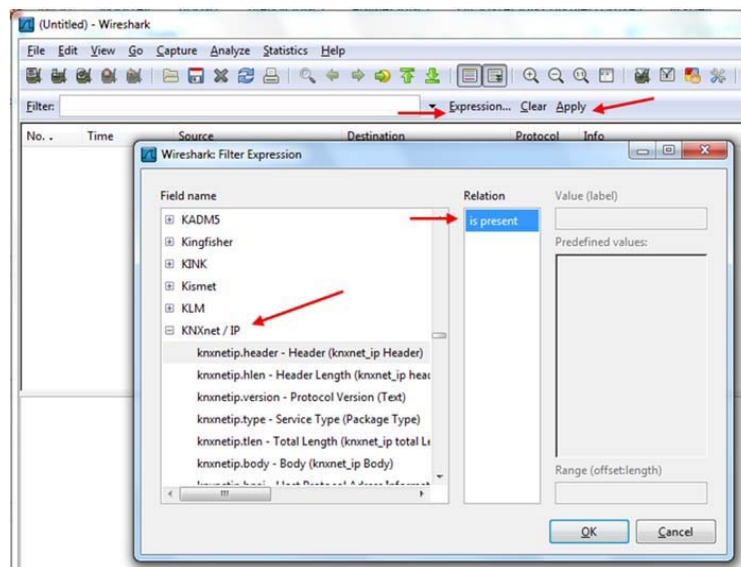 (Untitled) - Wireshark
File Edit View Go Capture Analyze Statistics Help
Filter: Expression... Clear Apply
No. . Time Source Destination Protocol Info
Wireshark: Filter Expression
Field name Relation Value (label)
KADM5 is present
Kingfisher Predefined values:
KINK
Kismet
KLM
KNXnet / IP
knxnetip.header - Header (knxnet_ip Header)
knxnetip.hlen - Header Length (knxnet_ip head
knxnetip.version - Protocol Version (Text)
knxnetip.type - Service Type (Package Type)
knxnetip.tlen - Total Length (knxnet_ip total Le
knxnetip.body - Body (knxnet_ip Body)
Range (offset:length)
OK Cancel